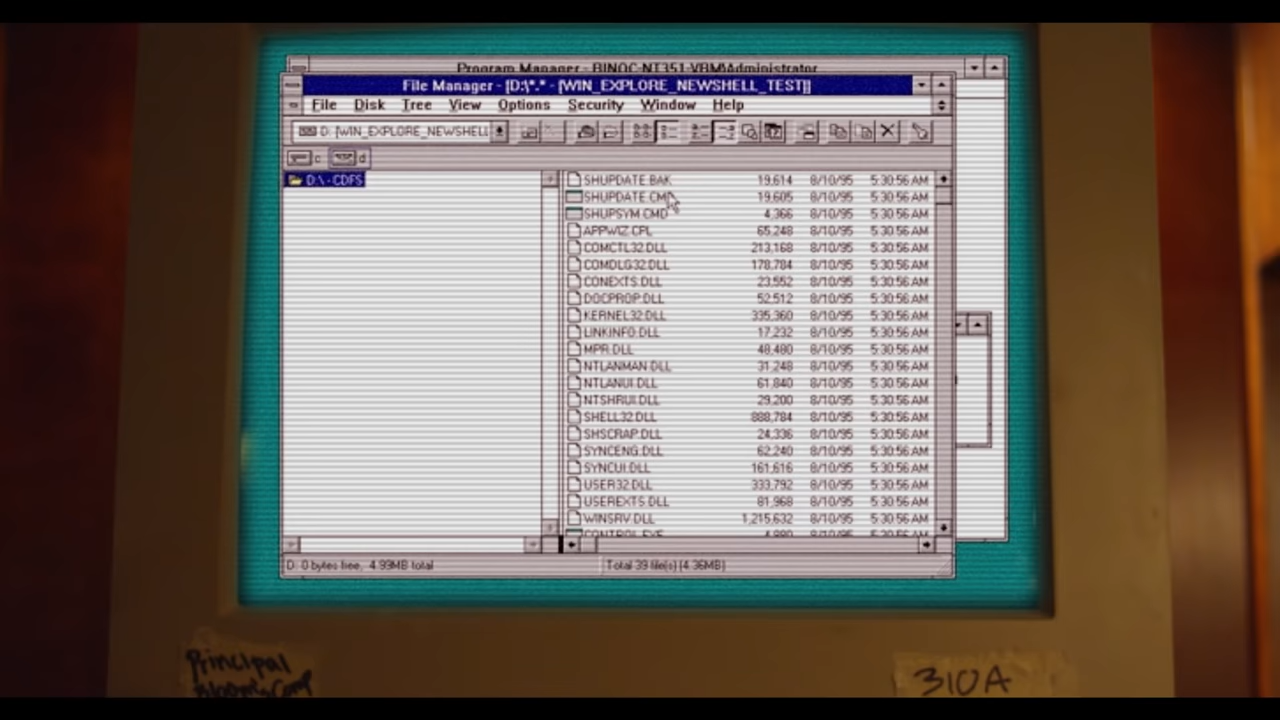 Program Manager - BINOC-NT351-VBM\Administrator
File Manager - [D:\*.* - [WIN_EXPLORE_NEWSHELL_TEST]]
File Disk Tree View Options Security Window Help
D: [WIN_EXPLORE_NEWSHELL
c d
D:\ - CDFS
SHUPDATE.BAK 19,614 8/10/95 5:30:56 AM
SHUPDATE.CMD 19,605 8/10/95 5:30:56 AM
SHUPSYM.CMD 4,366 8/10/95 5:30:56 AM
APPWIZ.CPL 65,248 8/10/95 5:30:56 AM
COMCTL32.DLL 213,168 8/10/95 5:30:56 AM
COMDLG32.DLL 178,784 8/10/95 5:30:56 AM
CONEXTS.DLL 23,552 8/10/95 5:30:56 AM
DOCPROP.DLL 52,512 8/10/95 5:30:56 AM
KERNEL32.DLL 335,360 8/10/95 5:30:56 AM
LINKINFO.DLL 17,232 8/10/95 5:30:56 AM
MPR.DLL 48,480 8/10/95 5:30:56 AM
NTLANMAN.DLL 31,248 8/10/95 5:30:56 AM
NTLANUI.DLL 61,840 8/10/95 5:30:56 AM
NTSHRUI.DLL 29,200 8/10/95 5:30:56 AM
SHELL32.DLL 888,784 8/10/95 5:30:56 AM
SHSCRAP.DLL 24,336 8/10/95 5:30:56 AM
SYNCENG.DLL 62,240 8/10/95 5:30:56 AM
SYNCUI.DLL 161,616 8/10/95 5:30:56 AM
USER32.DLL 333,792 8/10/95 5:30:56 AM
USEREXTS.DLL 81,968 8/10/95 5:30:56 AM
WINSRV.DLL 1,215,632 8/10/95 5:30:56 AM
CONTROL.EXE 4,880 8/10/95 5:30:56 AM
D: 0 bytes free, 4.99MB total Total 39 file(s) (4.36MB)
Principal
Bloom's Comp
310A